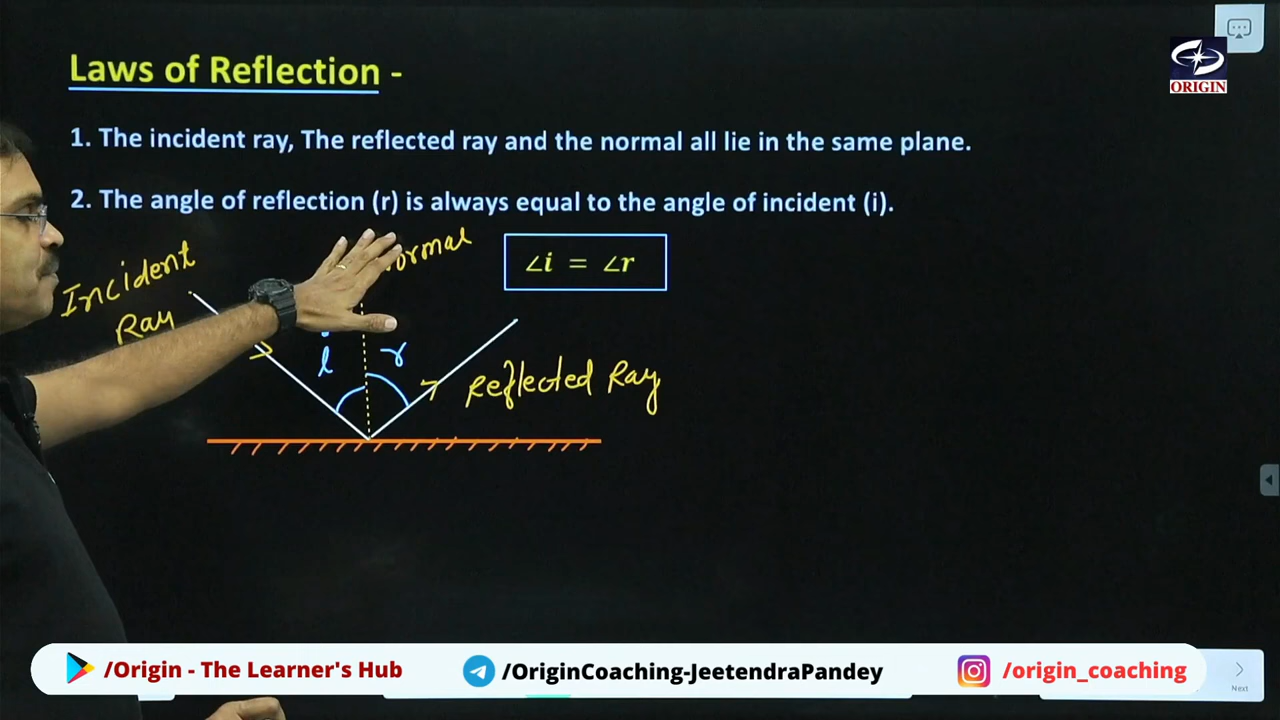 Laws of Reflection -
ORIGIN
1. The incident ray, The reflected ray and the normal all lie in the same plane.
2. The angle of reflection (r) is always equal to the angle of incident (i).
Incident
Ray
∠i = ∠r
i
r
Reflected Ray
/Origin - The Learner's Hub
/OriginCoaching-JeetendraPandey
/origin_coaching
Next